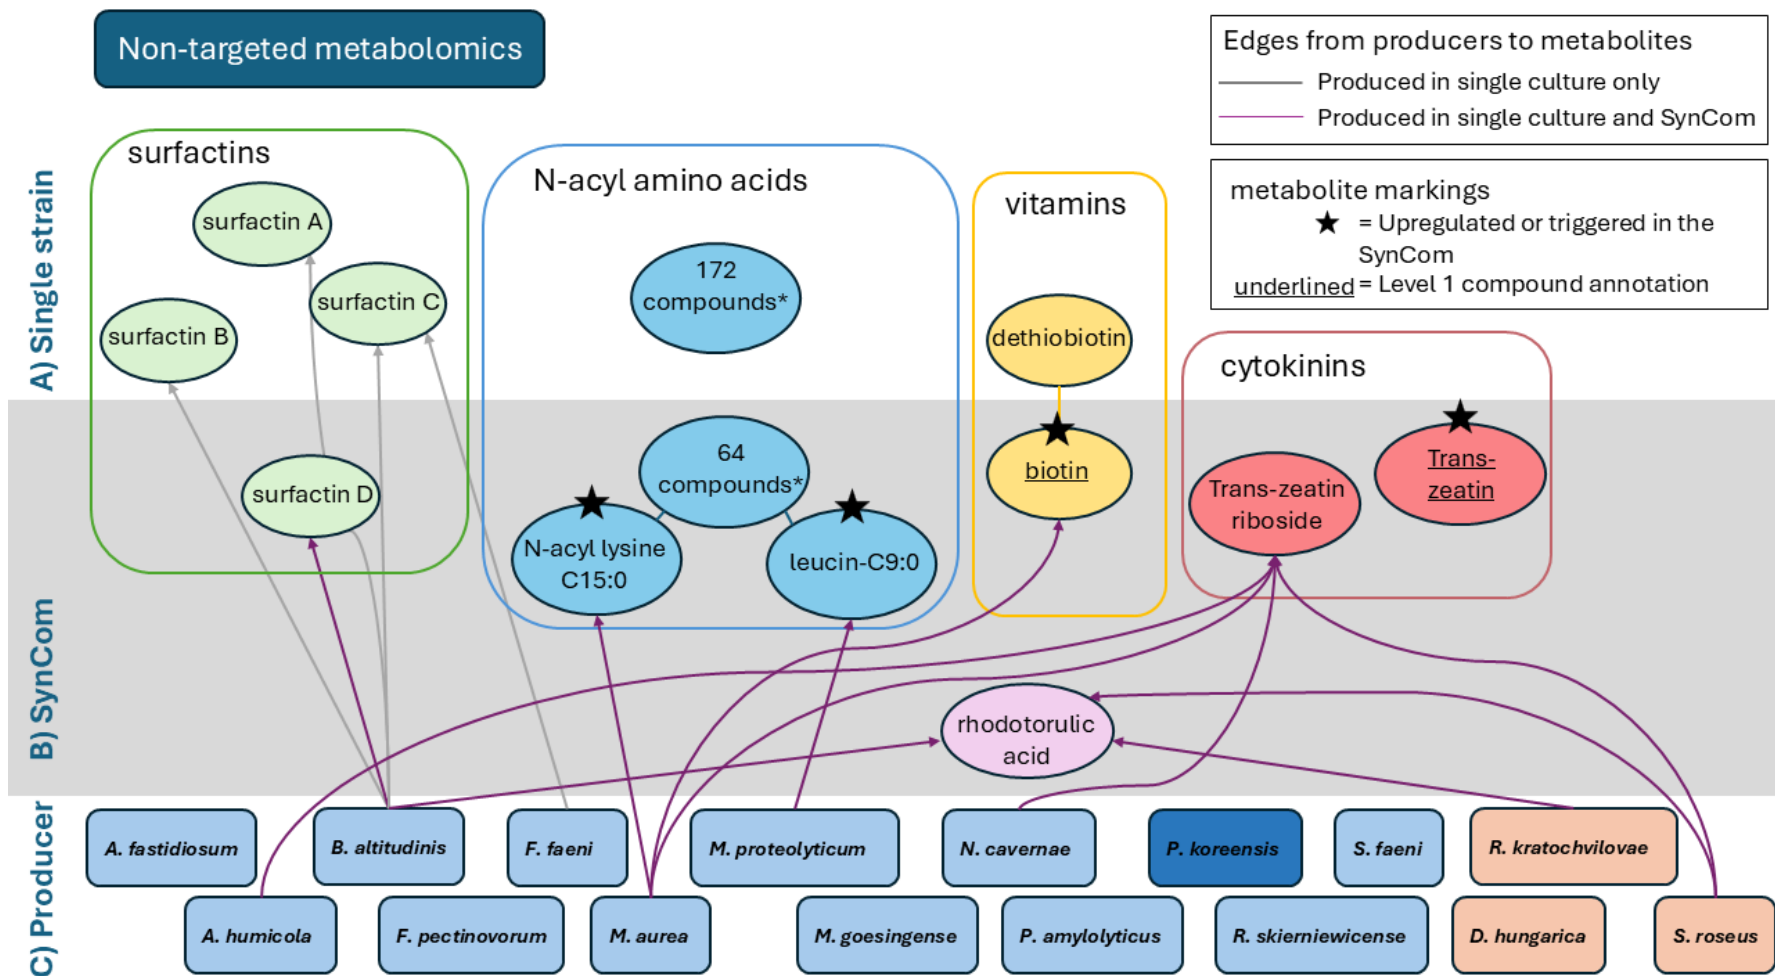 Non-targeted metabolomics
Edges from producers to metabolites
Produced in single culture only
Produced in single culture and SynCom
metabolite markings
= Upregulated or triggered in the
SynCom
underlined = Level 1 compound annotation
A) Single strain
surfactins
surfactin A
surfactin C
surfactin B
surfactin D
N-acyl amino acids
172
compounds*
64
compounds*
N-acyl lysine
C15:0
leucin-C9:0
vitamins
dethiobiotin
biotin
cytokinins
Trans-zeatin
riboside
Trans-
zeatin
B) SynCom
rhodotorulic
acid
C) Producer
A. fastidiosum
B. altitudinis
F. faeni
M. proteolyticum
N. cavernae
P. koreensis
S. faeni
R. kratochvilovae
A. humicola
F. pectinovorum
M. aurea
M. goesingense
P. amylolyticus
R. skierniewicense
D. hungarica
S. roseus